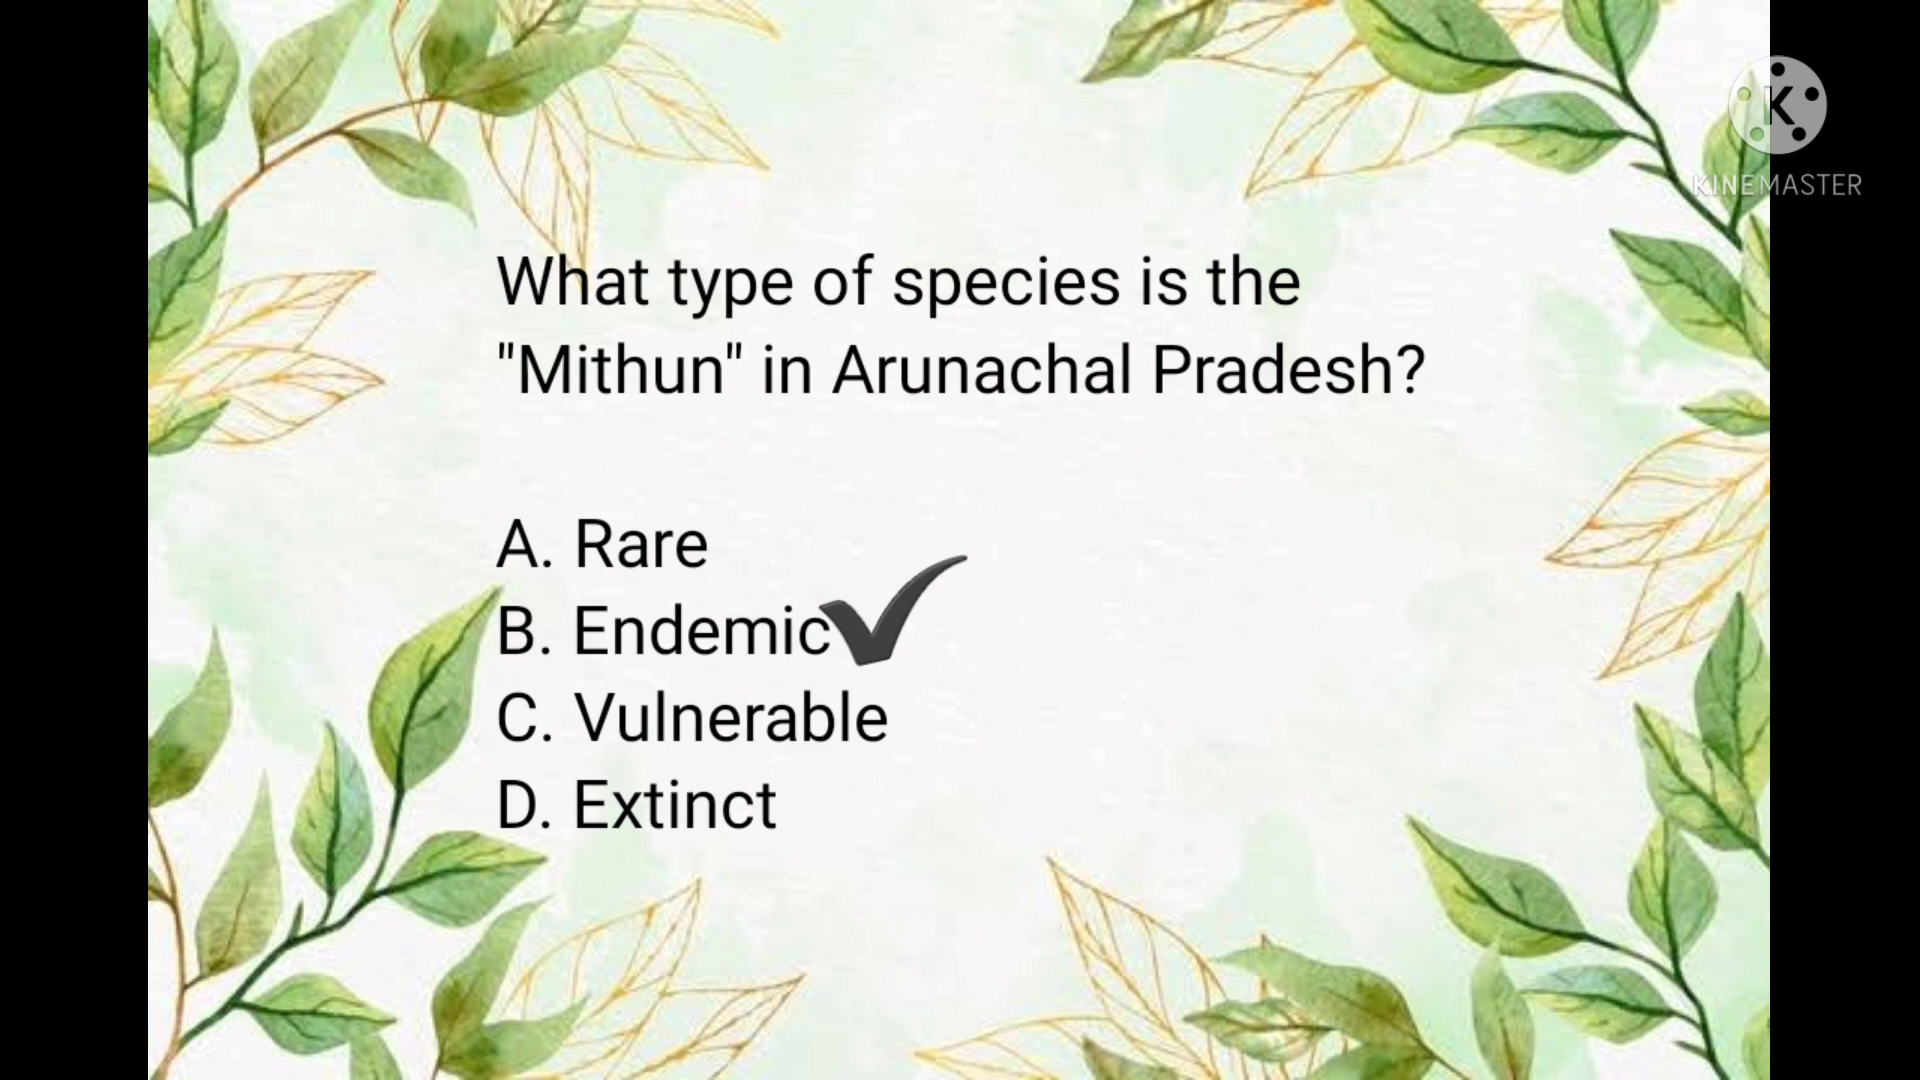 K
KINEMASTER
What type of species is the
"Mithun" in Arunachal Pradesh?
A. Rare
B. Endemic
C. Vulnerable
D. Extinct